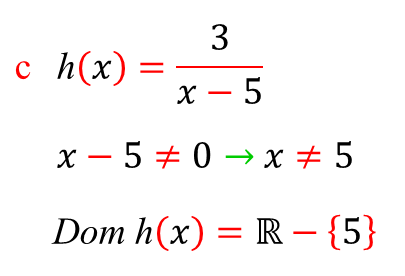 c h(x) = 3/(x − 5)
x − 5 ≠ 0 → x ≠ 5
Dom h(x) = ℝ − {5}